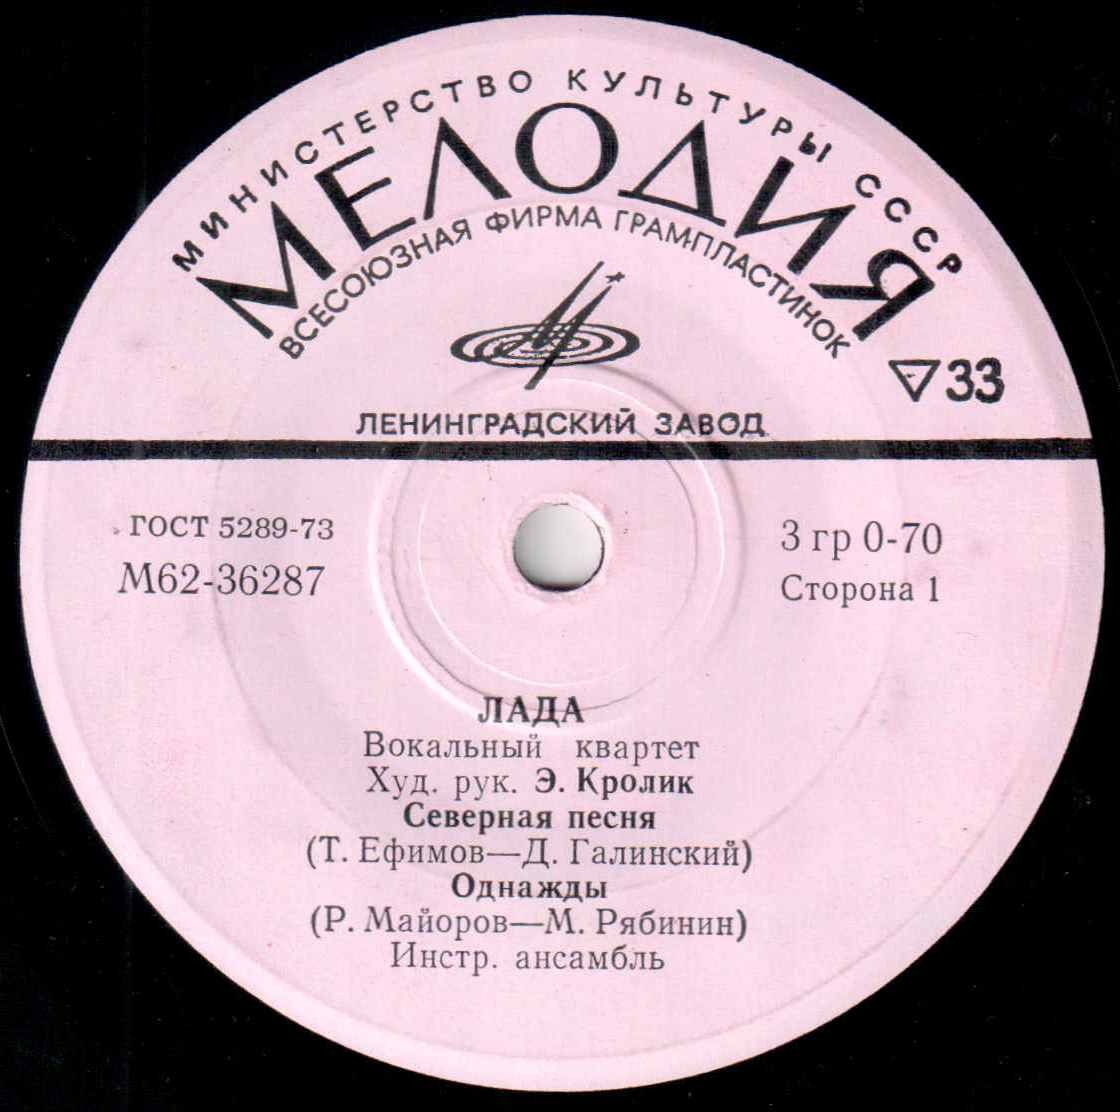 МИНИСТЕРСТВО КУЛЬТУРЫ СССР
МЕЛОДИЯ
ВСЕСОЮЗНАЯ ФИРМА ГРАМПЛАСТИНОК
33
ЛЕНИНГРАДСКИЙ ЗАВОД
ГОСТ 5289-73
М62-36287
3 гр 0-70
Сторона 1
ЛАДА
Вокальный квартет
Худ. рук. Э. Кролик
Северная песня
(Т. Ефимов—Д. Галинский)
Однажды
(Р. Майоров—М. Рябинин)
Инстр. ансамбль